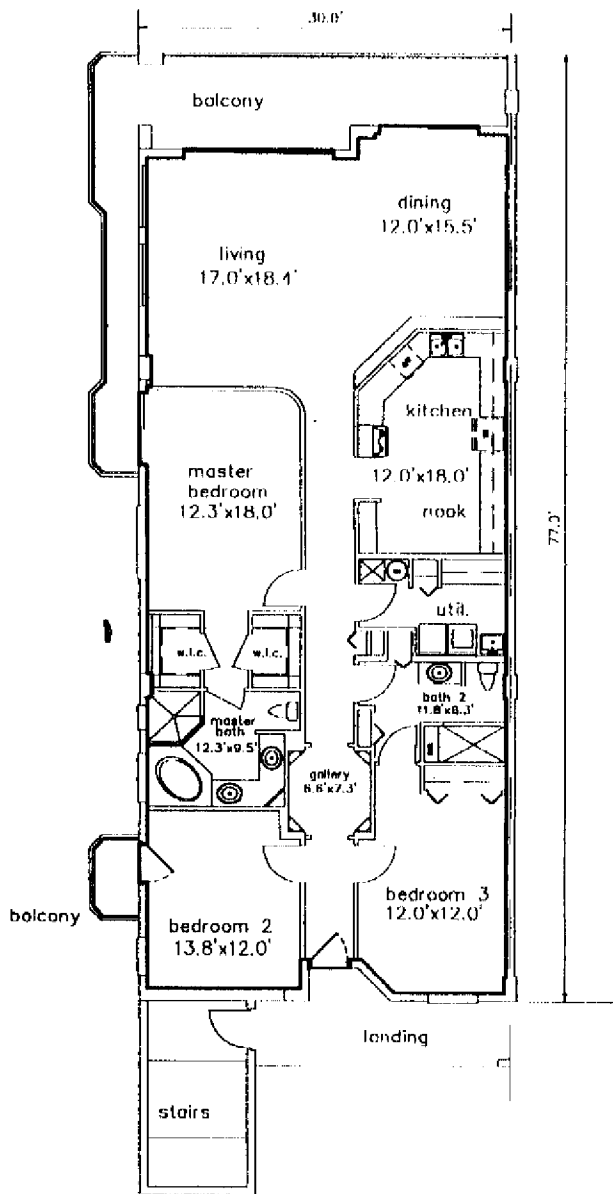 30.0'
balcony
dining
12.0'x15.5'
living
17.0'x18.4'
kitchen
12.0'x18.0'
nook
master
bedroom
12.3'x18.0'
77.0'
util.
w.i.c.
w.i.c.
bath 2
11.8'x8.3'
master
bath
12.3'x9.5'
gallery
6.6'x7.3'
bedroom 3
12.0'x12.0'
balcony
bedroom 2
13.8'x12.0'
landing
stairs